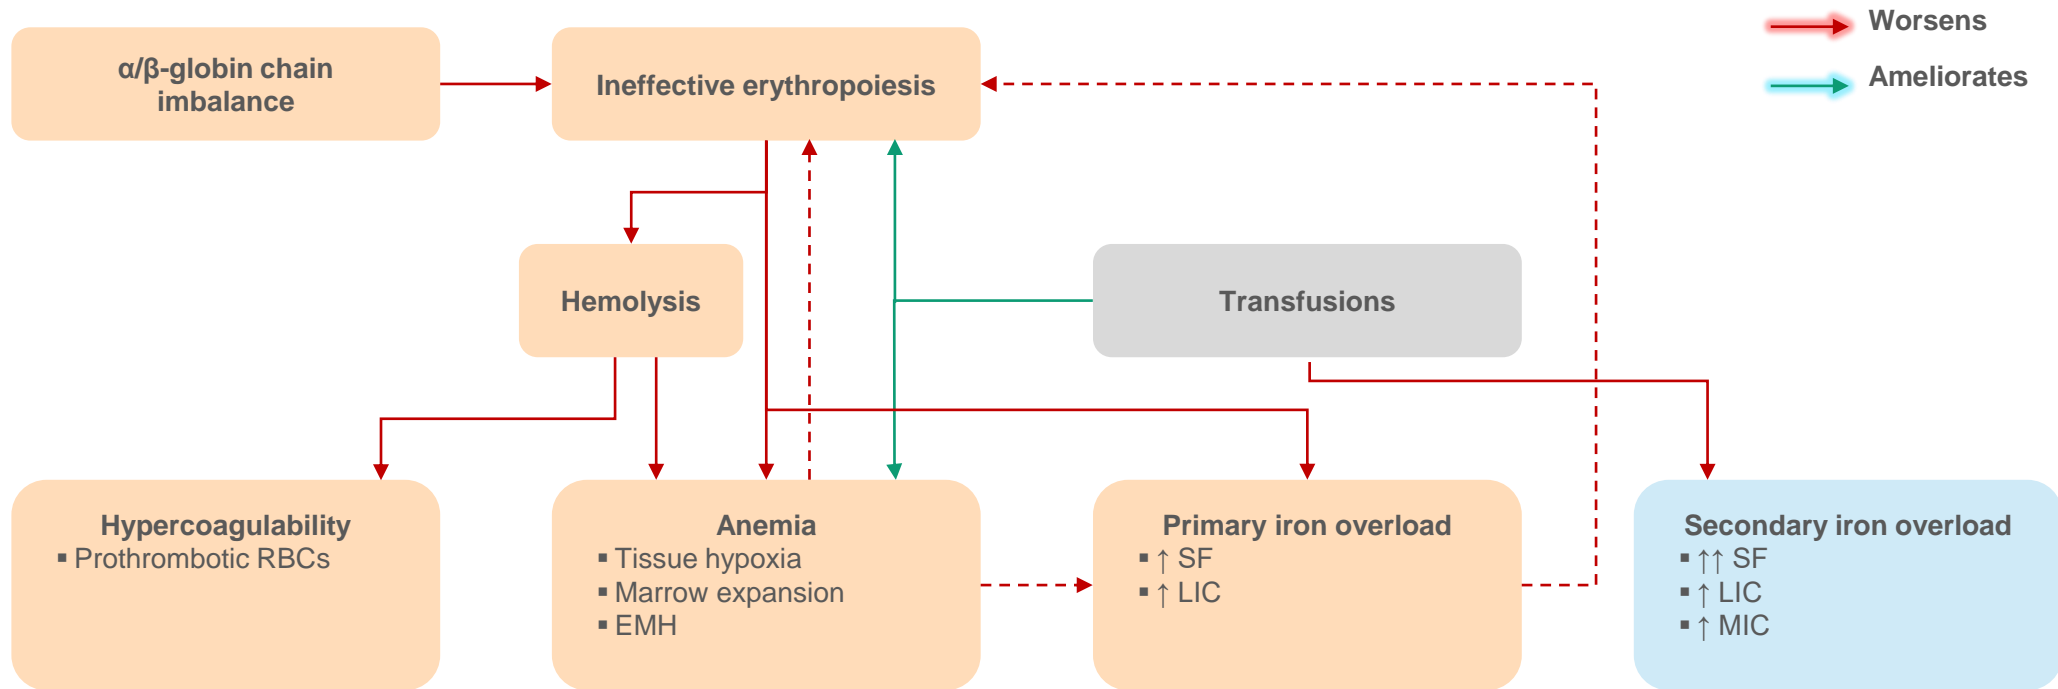 Worsens
Ameliorates
α/β-globin chain
imbalance
Ineffective erythropoiesis
Hemolysis
Transfusions
Hypercoagulability
▪ Prothrombotic RBCs
Anemia
▪ Tissue hypoxia
▪ Marrow expansion
▪ EMH
Primary iron overload
▪ ↑ SF
▪ ↑ LIC
Secondary iron overload
▪ ↑↑ SF
▪ ↑ LIC
▪ ↑ MIC